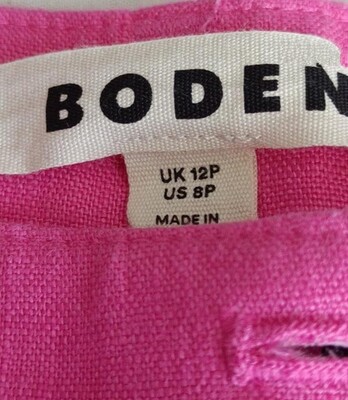 BODEN
UK 12P
US 8P
MADE IN